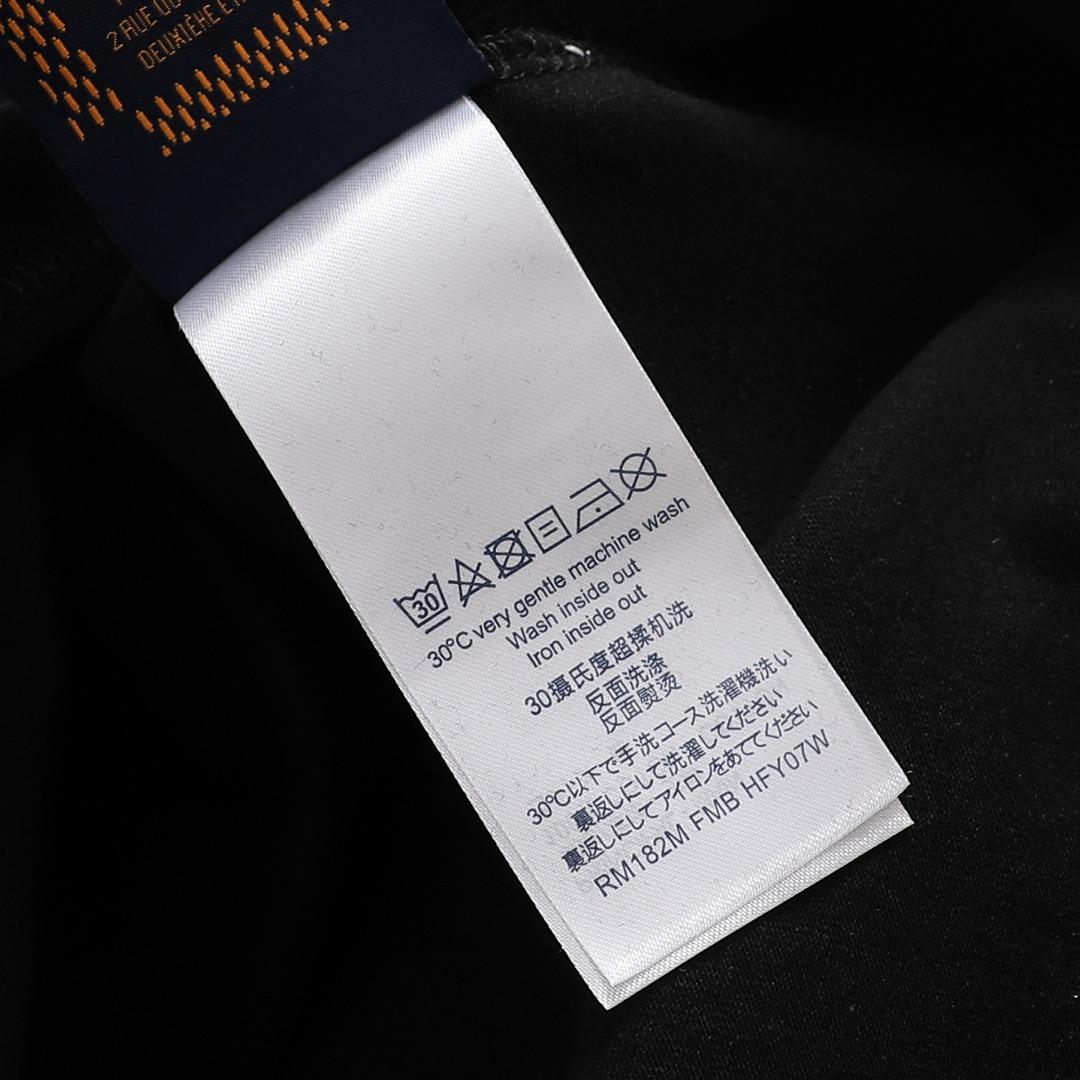 2 RUE DU
DEUXIÈME
30
30°C very gentle machine wash
Wash inside out
Iron inside out
30摄氏度超揉机洗
反面洗涤
反面熨烫
30℃以下で手洗コース洗濯機洗い
裏返しにして洗濯してください
裏返しにしてアイロンをあててください
RM182M FMB HFY07W